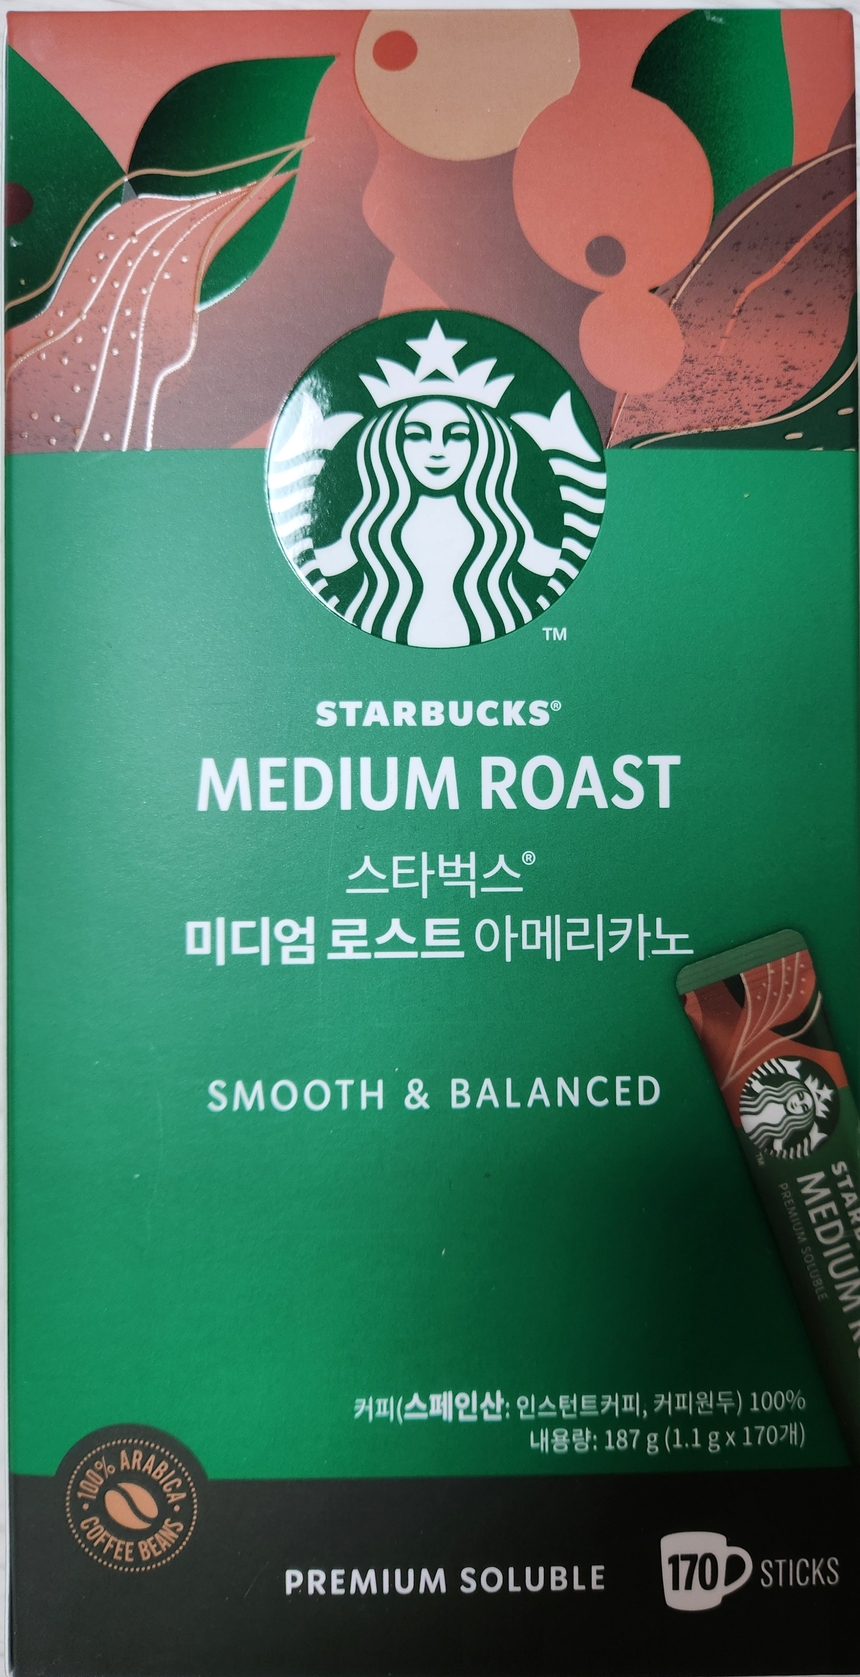 TM
STARBUCKS®
MEDIUM ROAST
스타벅스®
미디엄 로스트 아메리카노
SMOOTH & BALANCED
TM
MEDIUM
PREMIUM SOLUBLE
커피(스페인산: 인스턴트커피, 커피원두) 100%
내용량: 187 g (1.1 g x 170개)
100% ARABICA
COFFEE BEANS
PREMIUM SOLUBLE
170 STICKS